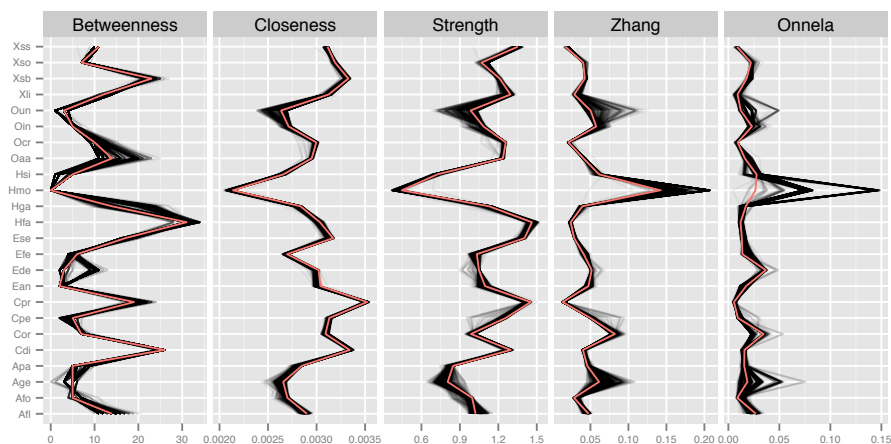 Betweenness Closeness Strength Zhang Onnela
Xss
Xso
Xsb
Xli
Oun
Oin
Ocr
Oaa
Hsi
Hmo
Hga
Hfa
Ese
Efe
Ede
Ean
Cpr
Cpe
Cor
Cdi
Apa
Age
Afo
Afl
0 10 20 30 0.0020 0.0025 0.0030 0.0035 0.6 0.9 1.2 1.5 0.05 0.10 0.15 0.20 0.00 0.05 0.10 0.15